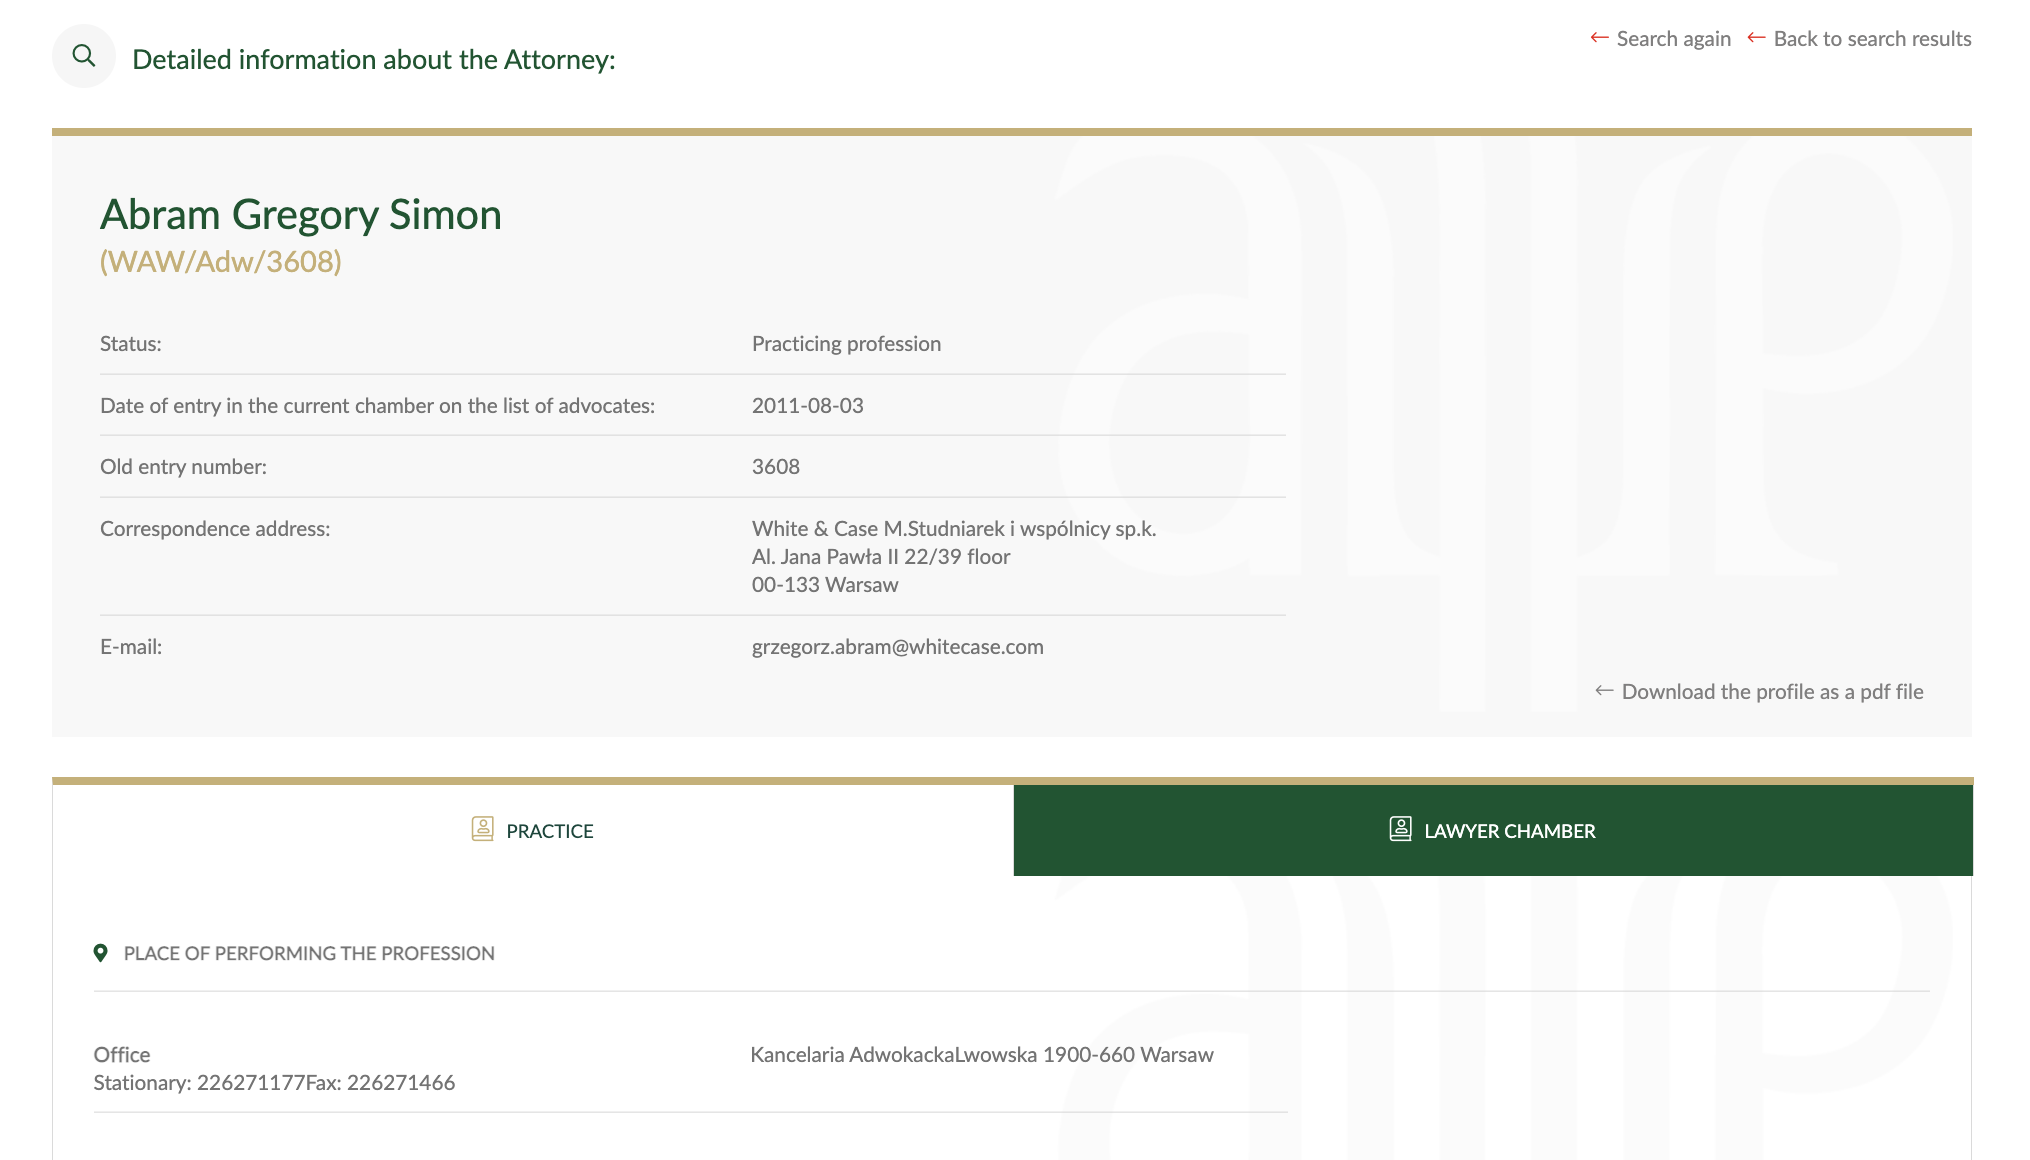 Detailed information about the Attorney:
← Search again ← Back to search results
Abram Gregory Simon
(WAW/Adw/3608)
Status: Practicing profession
Date of entry in the current chamber on the list of advocates: 2011-08-03
Old entry number: 3608
Correspondence address: White & Case M.Studniarek i wspólnicy sp.k.
Al. Jana Pawła II 22/39 floor
00-133 Warsaw
E-mail: grzegorz.abram@whitecase.com
← Download the profile as a pdf file
PRACTICE
LAWYER CHAMBER
PLACE OF PERFORMING THE PROFESSION
Office Kancelaria AdwokackaLwowska 1900-660 Warsaw
Stationary: 226271177Fax: 226271466